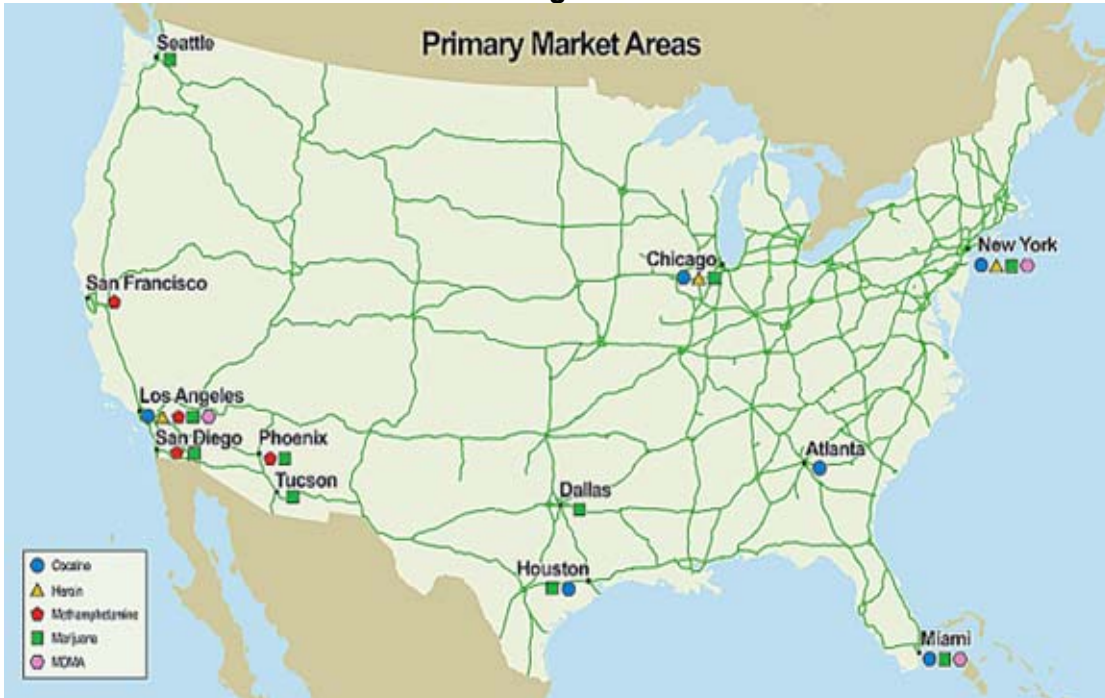 Primary Market Areas
Seattle
New York
Chicago
San Francisco
Los Angeles
San Diego
Phoenix
Tucson
Atlanta
Dallas
Houston
Miami
Cocaine
Heroin
Methamphetamine
Marijuana
MDMA